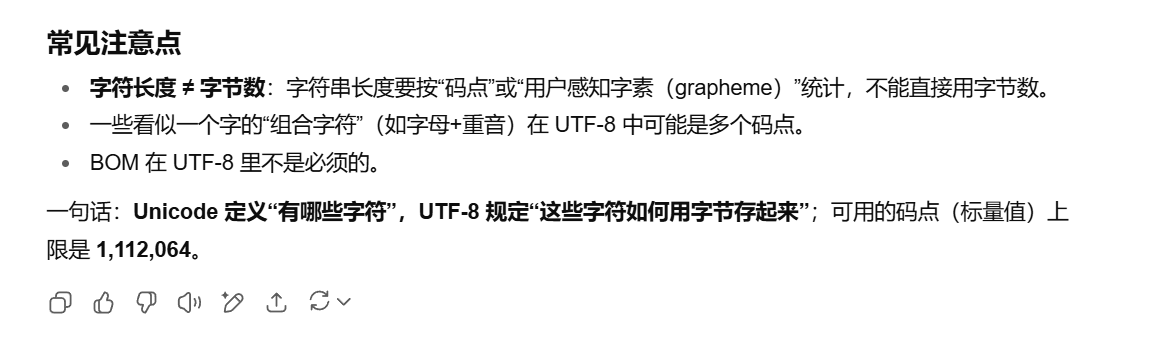 常见注意点
字符长度 ≠ 字节数：字符串长度要按“码点”或“用户感知字素（grapheme）”统计，不能直接用字节数。
一些看似一个字的“组合字符”（如字母+重音）在 UTF-8 中可能是多个码点。
BOM 在 UTF-8 里不是必须的。
一句话：Unicode 定义“有哪些字符”，UTF-8 规定“这些字符如何用字节存起来”；可用的码点（标量值）上
限是 1,112,064。